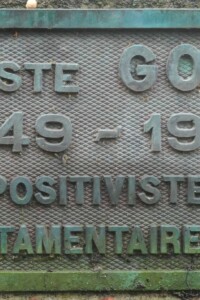 STE GO
49 - 19
POSITIVISTE
TAMENTAIRE